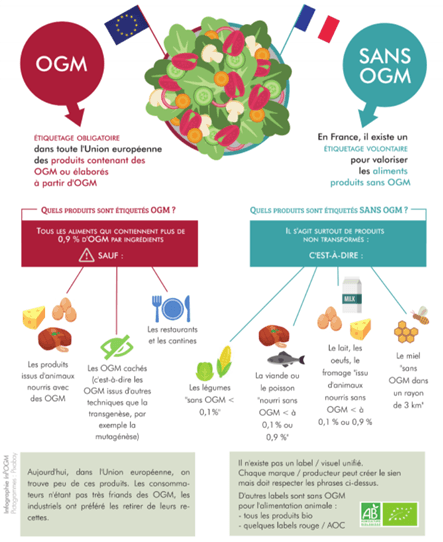 OGM
SANS
OGM
ÉTIQUETAGE OBLIGATOIRE
dans toute l'Union européenne
des produits contenant des
OGM ou élaborés
à partir d'OGM
En France, il existe un
ÉTIQUETAGE VOLONTAIRE
pour valoriser
les aliments
produits sans OGM
QUELS PRODUITS SONT ÉTIQUETÉS OGM ?
TOUS LES ALIMENTS QUI CONTIENNENT PLUS DE
0,9 % D'OGM PAR INGRÉDIENTS
SAUF :
Les produits
issus d'animaux
nourris avec
des OGM
Les OGM cachés
(c'est-à-dire les
OGM issus d'autres
techniques que la
transgenèse, par
exemple la
mutagénèse)
Les restaurants
et les cantines
QUELS PRODUITS SONT ÉTIQUETÉS SANS OGM ?
IL S'AGIT SURTOUT DE PRODUITS
NON TRANSFORMÉS :
C'EST-À-DIRE :
Les légumes
"sans OGM <
0,1%"
La viande ou
le poisson
"nourri sans
OGM < à
0,1% ou
0,9 %"
MILK
Le lait, les
oeufs, le
fromage "issu
d'animaux
nourris sans
OGM < à
0,1 % ou 0,9 %
Le miel
"sans
OGM dans
un rayon
de 3 km"
Aujourd'hui, dans l'Union européenne, on
trouve peu de ces produits. Les consomma-
teurs n'étant pas très friands des OGM, les
industriels ont préféré les retirer de leurs re-
cettes.
Il n'existe pas un label / visuel unifié.
Chaque marque / producteur peut créer le sien
mais doit respecter les phrases ci-dessus.
D'autres labels sont sans OGM
pour l'alimentation animale :
- tous les produits bio
- quelques labels rouge / AOC
AB
Infographie Inf'OGM
Pictogrammes : Pixabay